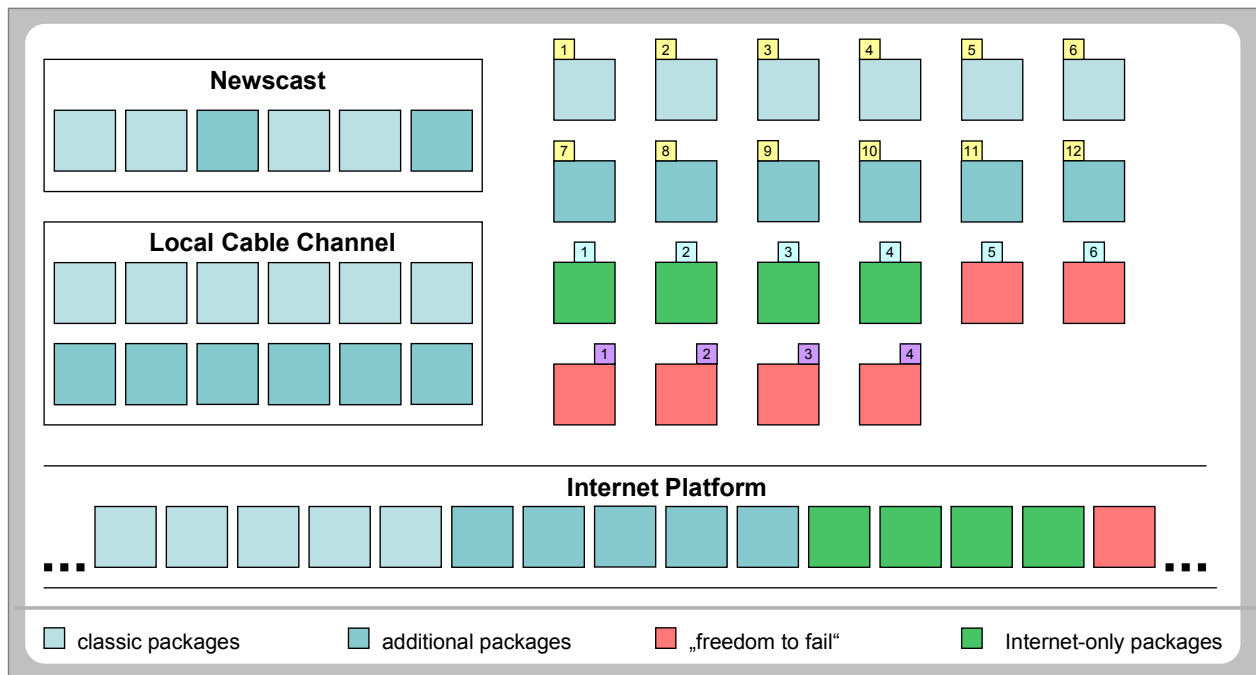 Newscast
1 2 3 4 5 6
7 8 9 10 11 12
Local Cable Channel
1 2 3 4 5 6
1 2 3 4
Internet Platform
... ...
classic packages additional packages „freedom to fail“ Internet-only packages